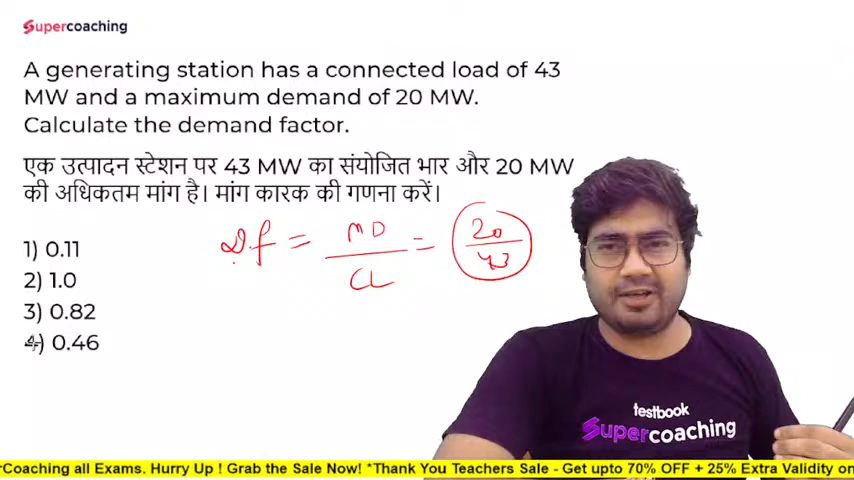 Supercoaching
A generating station has a connected load of 43
MW and a maximum demand of 20 MW.
Calculate the demand factor.
एक उत्पादन स्टेशन पर 43 MW का संयोजित भार और 20 MW
की अधिकतम मांग है। मांग कारक की गणना करें।
D.f = MD / CL = 20 / 43
1) 0.11
2) 1.0
3) 0.82
4) 0.46
testbook
Supercoaching
rCoaching all Exams. Hurry Up ! Grab the Sale Now! *Thank You Teachers Sale - Get upto 70% OFF + 25% Extra Validity on